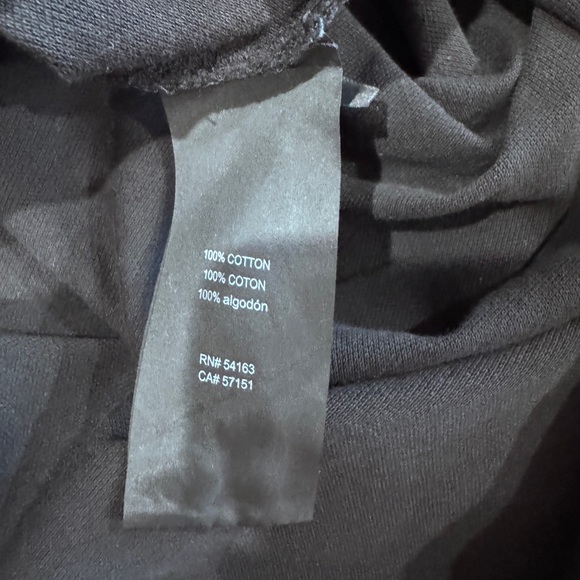 100% COTTON
100% COTON
100% algodón
RN# 54163
CA# 57151